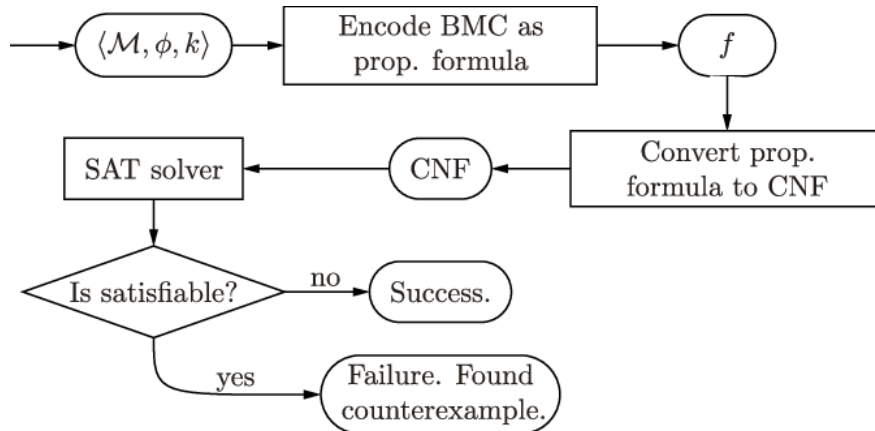 ⟨ℳ, ϕ, k⟩
Encode BMC as
prop. formula
f
Convert prop.
formula to CNF
CNF
SAT solver
Is satisfiable?
no
Success.
yes
Failure. Found
counterexample.